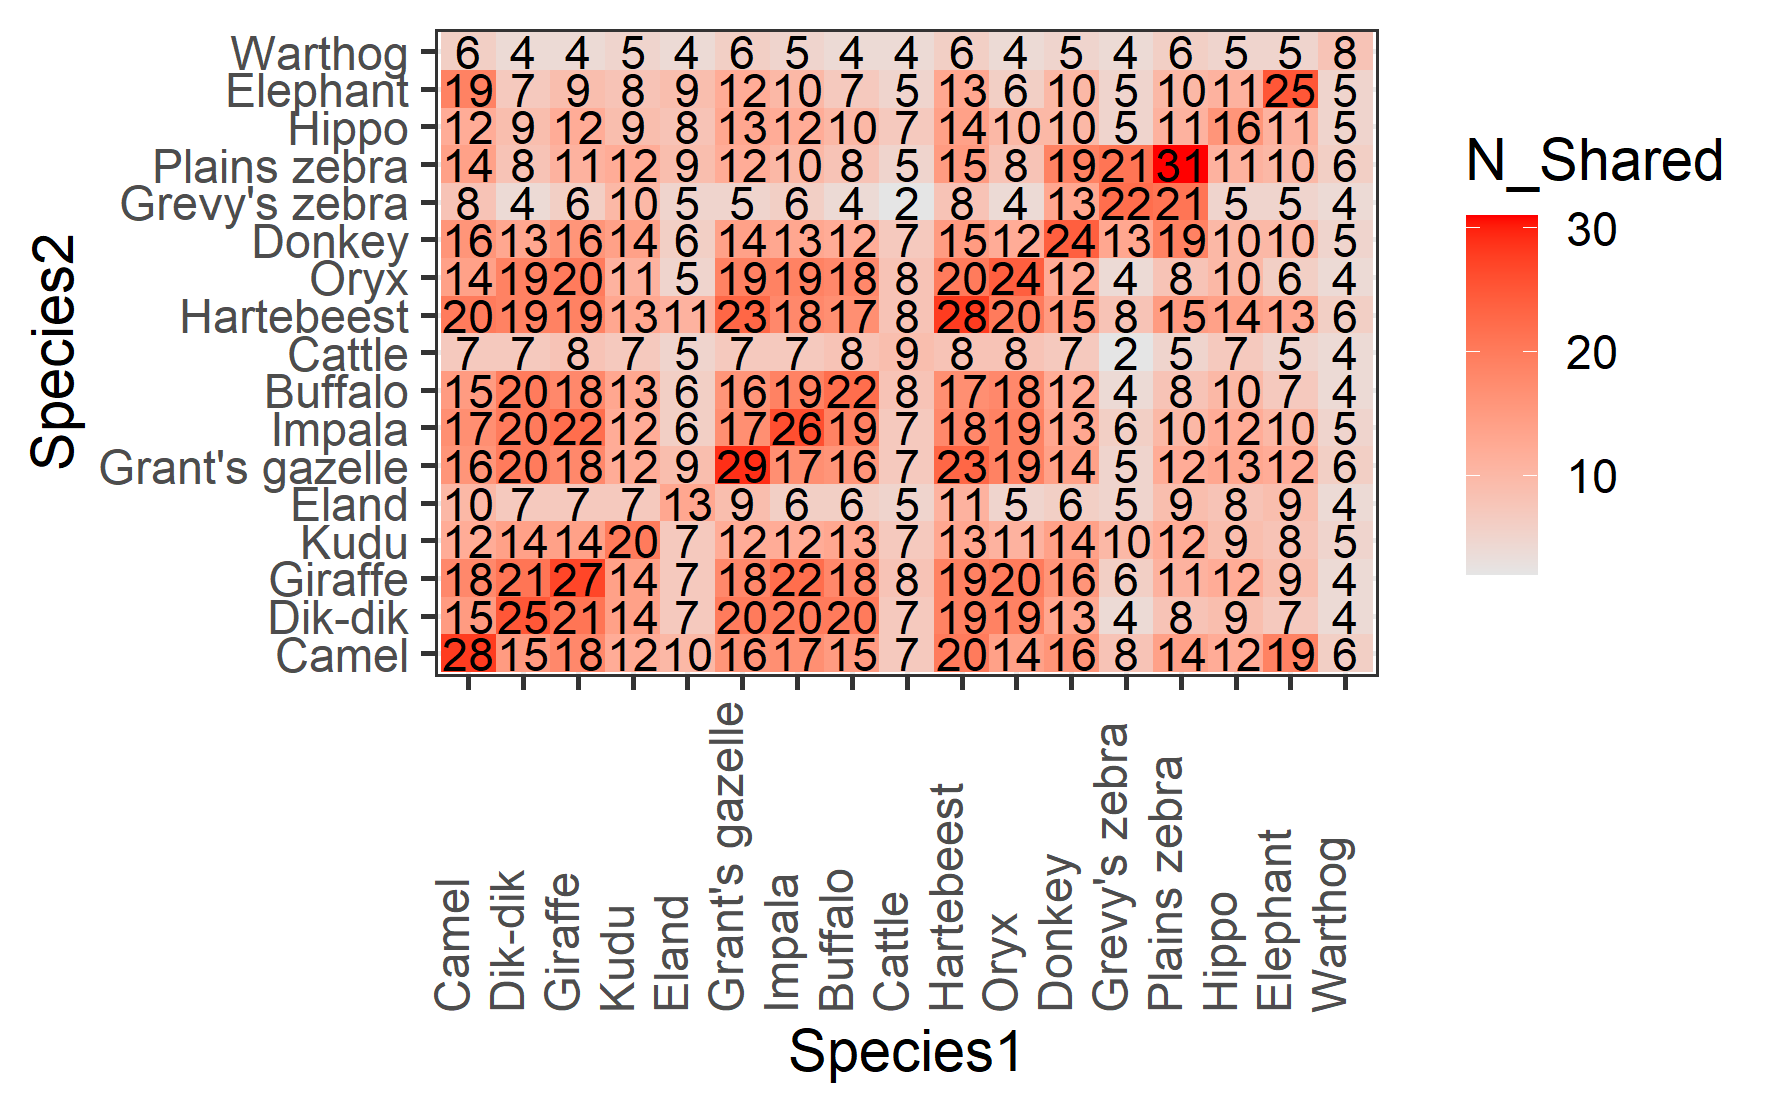 Warthog 6 4 4 5 4 6 5 4 4 6 4 5 4 6 5 5 8
Elephant 19 7 9 8 9 12 10 7 5 13 6 10 5 10 11 25 5
Hippo 12 9 12 9 8 13 12 10 7 14 10 10 5 11 16 11 5
Plains zebra 14 8 11 12 9 12 10 8 5 15 8 19 21 31 11 10 6
Grevy's zebra 8 4 6 10 5 5 6 4 2 8 4 13 22 21 5 5 4
Donkey 16 13 16 14 6 14 13 12 7 15 12 24 13 19 10 10 5
Oryx 14 19 20 11 5 19 19 18 8 20 24 12 4 8 10 6 4
Hartebeest 20 19 19 13 11 23 18 17 8 28 20 15 8 15 14 13 6
Cattle 7 7 8 7 5 7 7 8 9 8 8 7 2 5 7 5 4
Buffalo 15 20 18 13 6 16 19 22 8 17 18 12 4 8 10 7 4
Impala 17 20 22 12 6 17 26 19 7 18 19 13 6 10 12 10 5
Grant's gazelle 16 20 18 12 9 29 17 16 7 23 19 14 5 12 13 12 6
Eland 10 7 7 7 13 9 6 6 5 11 5 6 5 9 8 9 4
Kudu 12 14 14 20 7 12 12 13 7 13 11 14 10 12 9 8 5
Giraffe 18 21 27 14 7 18 22 18 8 19 20 16 6 11 12 9 4
Dik-dik 15 25 21 14 7 20 20 20 7 19 19 13 4 8 9 7 4
Camel 28 15 18 12 10 16 17 15 7 20 14 16 8 14 12 19 6
Species2
Camel
Dik-dik
Giraffe
Kudu
Eland
Grant's gazelle
Impala
Buffalo
Cattle
Hartebeest
Oryx
Donkey
Grevy's zebra
Plains zebra
Hippo
Elephant
Warthog
Species1
N_Shared
30
20
10